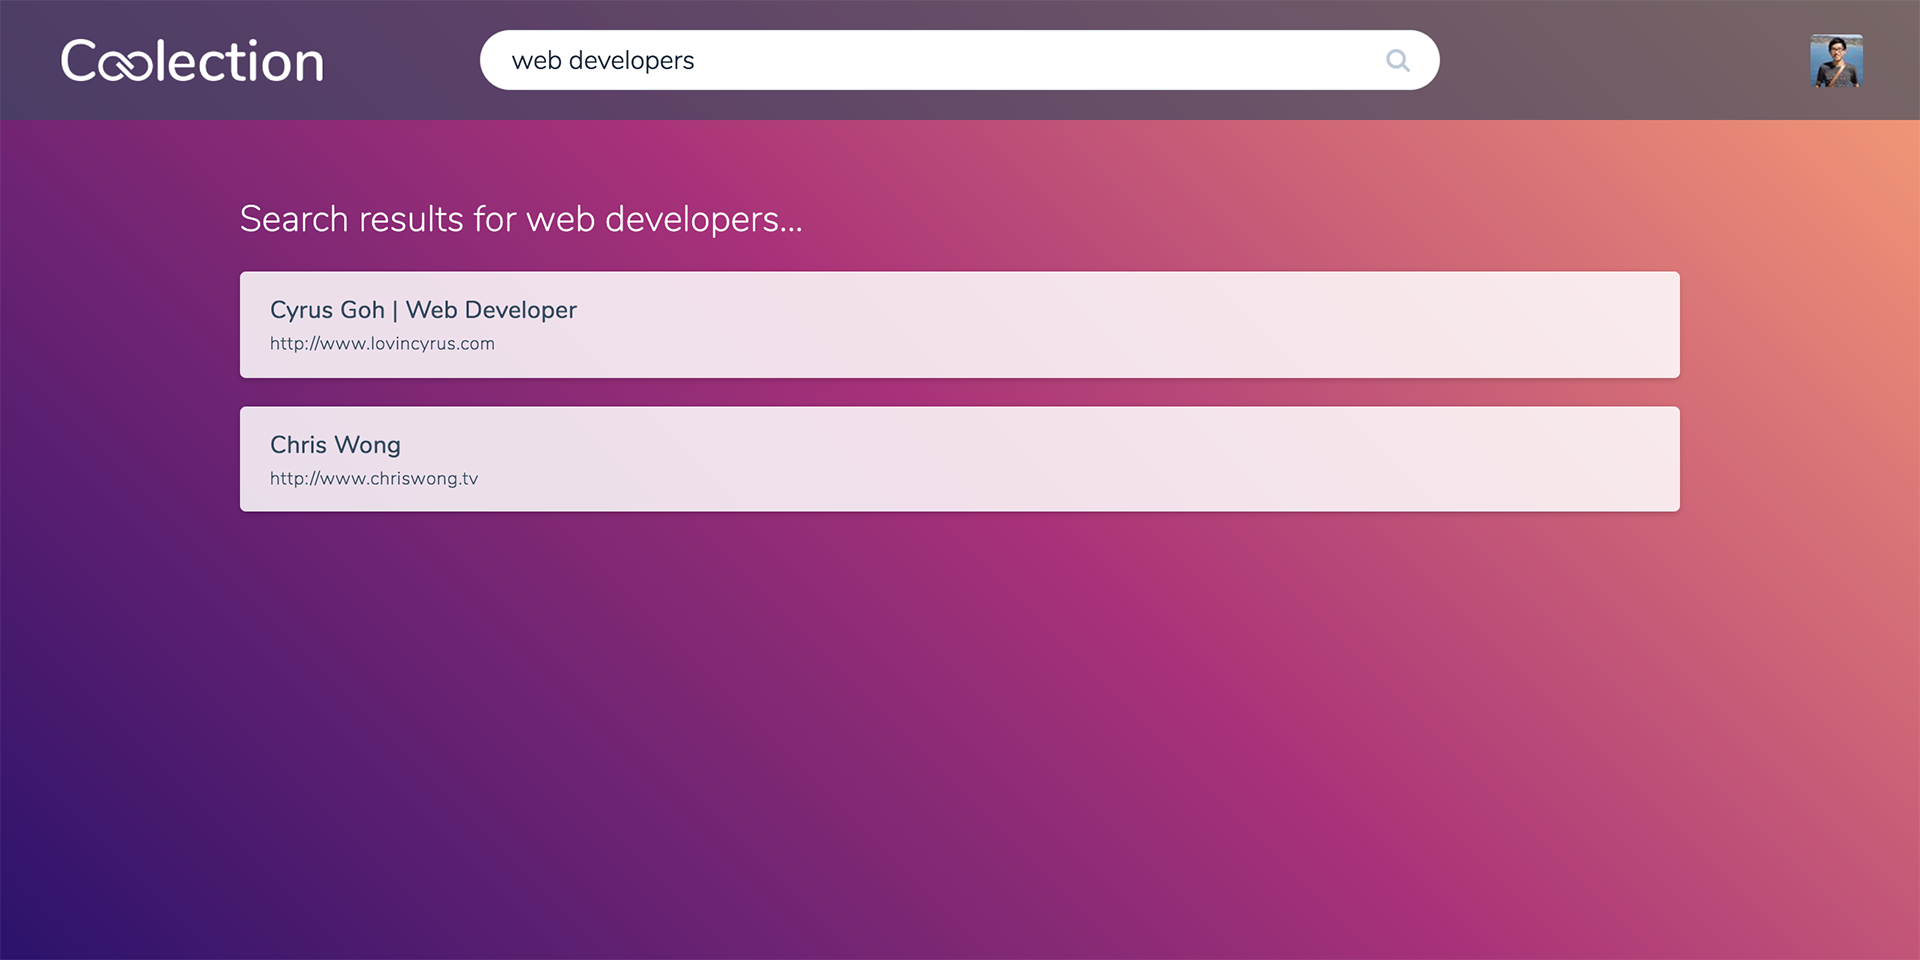 Coolection
web developers
Search results for web developers...
Cyrus Goh | Web Developer
http://www.lovincyrus.com
Chris Wong
http://www.chriswong.tv